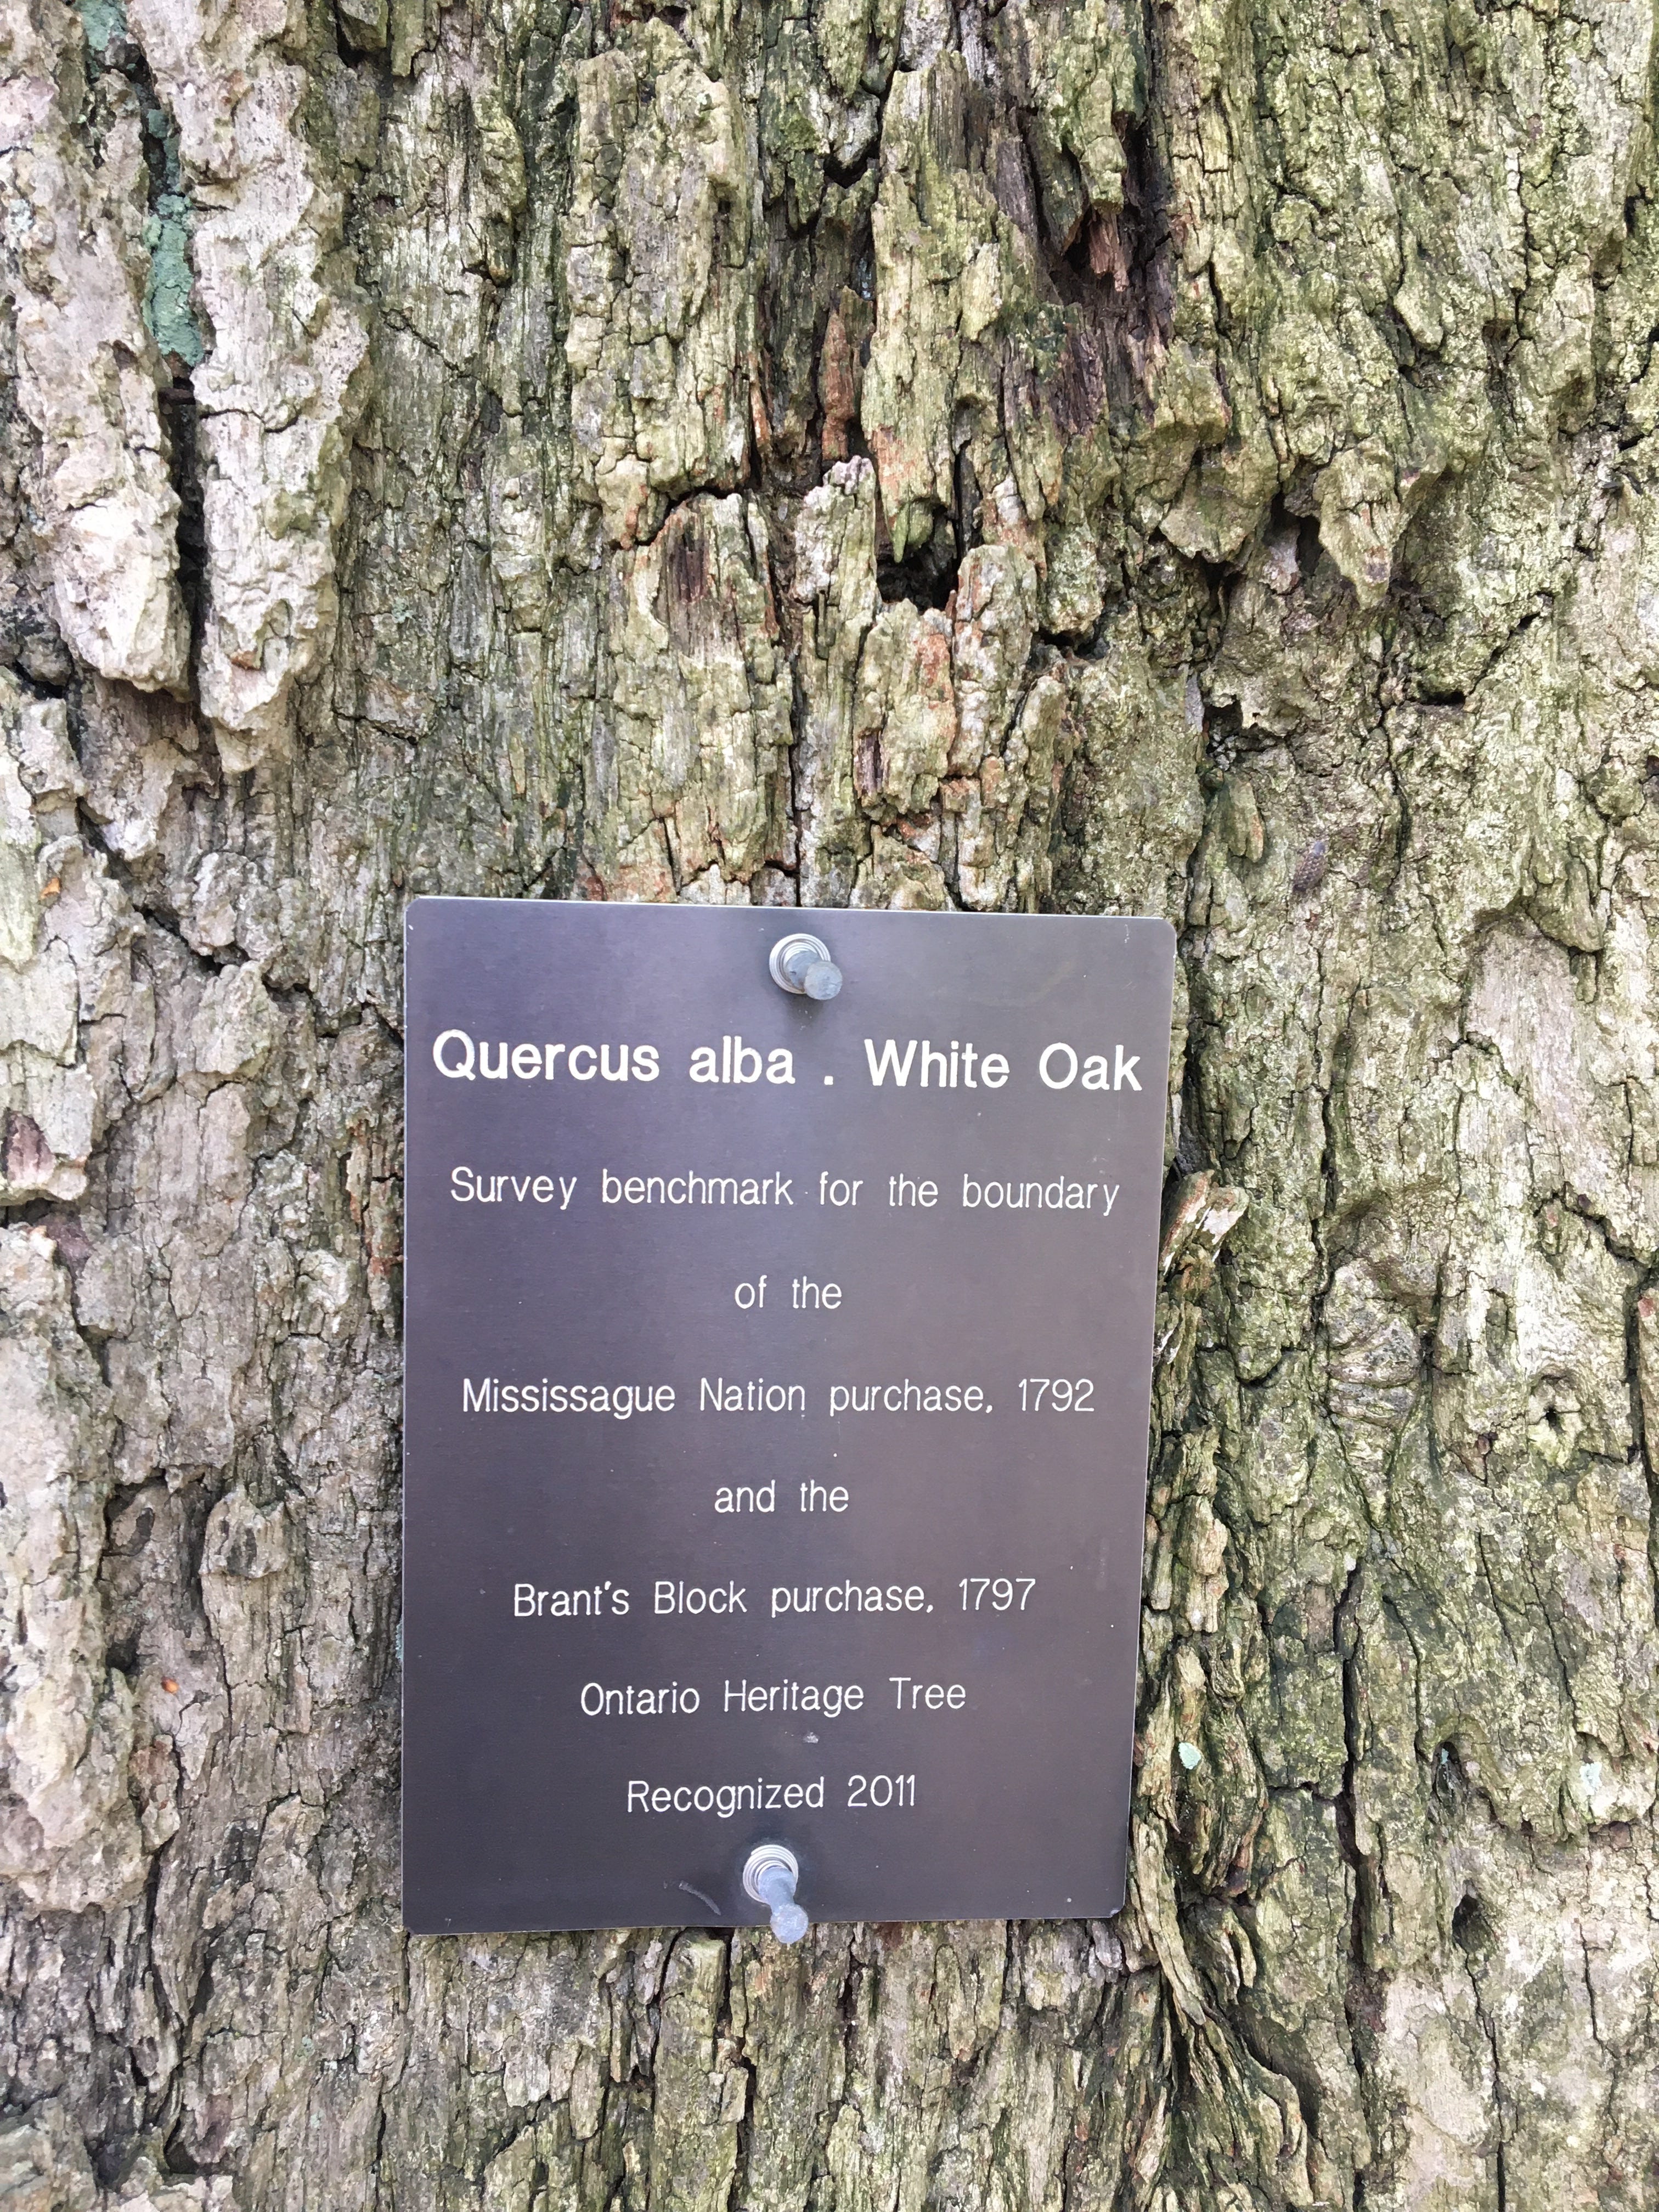 Quercus alba . White Oak
Survey benchmark for the boundary
of the
Mississague Nation purchase, 1792
and the
Brant's Block purchase, 1797
Ontario Heritage Tree
Recognized 2011